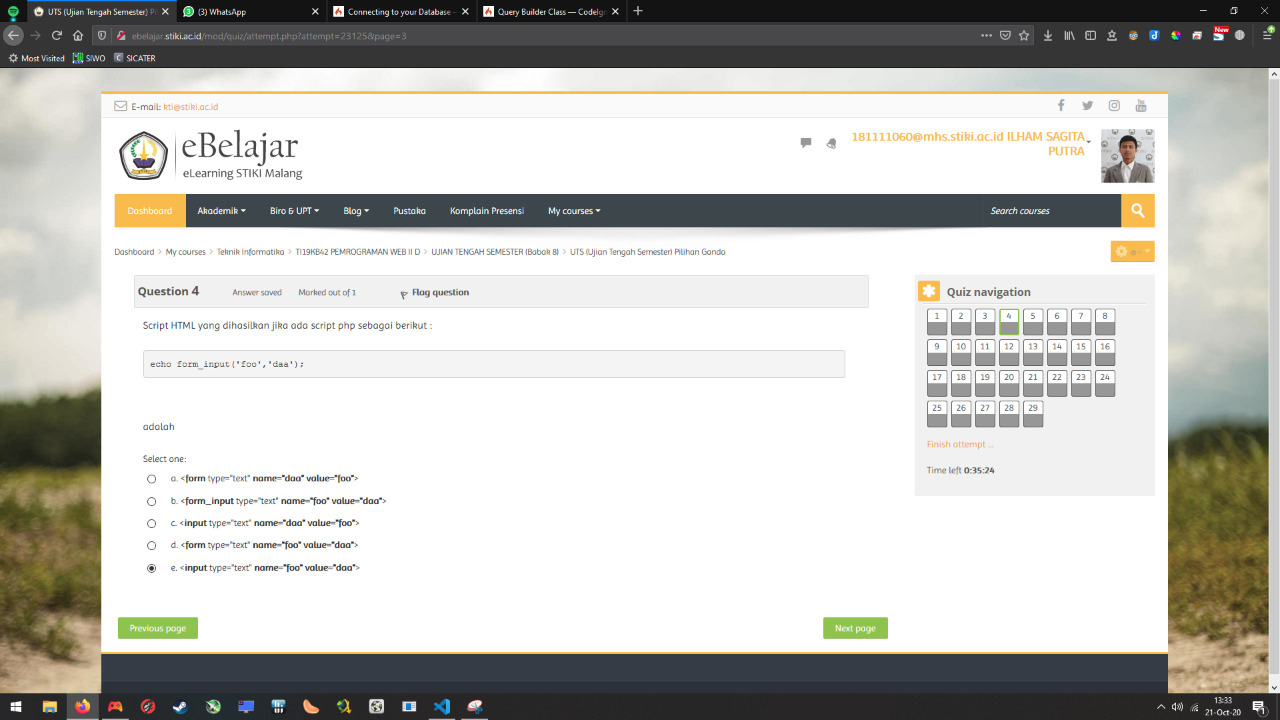 UTS (Ujian Tengah Semester) Pi
(3) WhatsApp
Connecting to your Database —
Query Builder Class — CodeIgn
ebelajar.stiki.ac.id/mod/quiz/attempt.php?attempt=23125&page=3
New
Most Visited
SIWO
SICATER
E-mail: kti@stiki.ac.id
eBelajar
eLearning STIKI Malang
181111060@mhs.stiki.ac.id ILHAM SAGITA
PUTRA
Dashboard
Akademik
Biro & UPT
Blog
Pustaka
Komplain Presensi
My courses
Search courses
Dashboard > My courses > Teknik Informatika > TI19KB42 PEMROGRAMAN WEB II D > UJIAN TENGAH SEMESTER (Babak 8) > UTS (Ujian Tengah Semester) Pilihan Ganda
Question 4
Answer saved
Marked out of 1
Flag question
Script HTML yang dihasilkan jika ada script php sebagai berikut :
echo form_input('foo','daa');
adalah
Select one:
a. <form type="text" name="daa" value="foo">
b. <form_input type="text" name="foo" value="daa">
c. <input type="text" name="daa" value="foo">
d. <form type="text" name="foo" value="daa">
e. <input type="text" name="foo" value="daa">
Previous page
Next page
Quiz navigation
1 2 3 4 5 6 7 8
9 10 11 12 13 14 15 16
17 18 19 20 21 22 23 24
25 26 27 28 29
Finish attempt ...
Time left 0:35:24
13:33
21-Oct-20